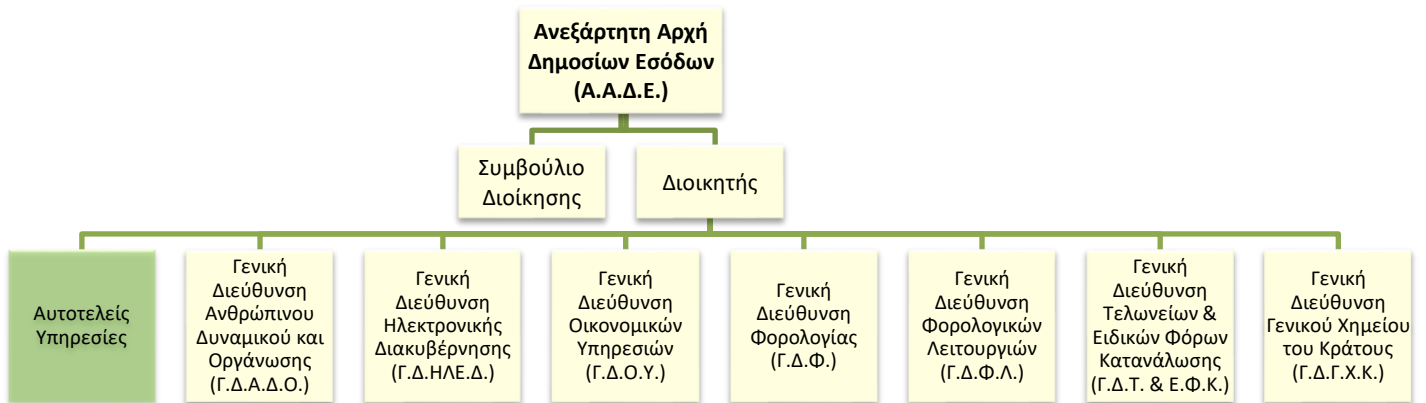 Ανεξάρτητη Αρχή
Δημοσίων Εσόδων
(Α.Α.Δ.Ε.)
Συμβούλιο
Διοίκησης
Διοικητής
Αυτοτελείς
Υπηρεσίες
Γενική
Διεύθυνση
Ανθρώπινου
Δυναμικού και
Οργάνωσης
(Γ.Δ.Α.Δ.Ο.)
Γενική
Διεύθυνση
Ηλεκτρονικής
Διακυβέρνησης
(Γ.Δ.ΗΛΕ.Δ.)
Γενική
Διεύθυνση
Οικονομικών
Υπηρεσιών
(Γ.Δ.Ο.Υ.)
Γενική
Διεύθυνση
Φορολογίας
(Γ.Δ.Φ.)
Γενική
Διεύθυνση
Φορολογικών
Λειτουργιών
(Γ.Δ.Φ.Λ.)
Γενική
Διεύθυνση
Τελωνείων &
Ειδικών Φόρων
Κατανάλωσης
(Γ.Δ.Τ. & Ε.Φ.Κ.)
Γενική
Διεύθυνση
Γενικού Χημείου
του Κράτους
(Γ.Δ.Γ.Χ.Κ.)